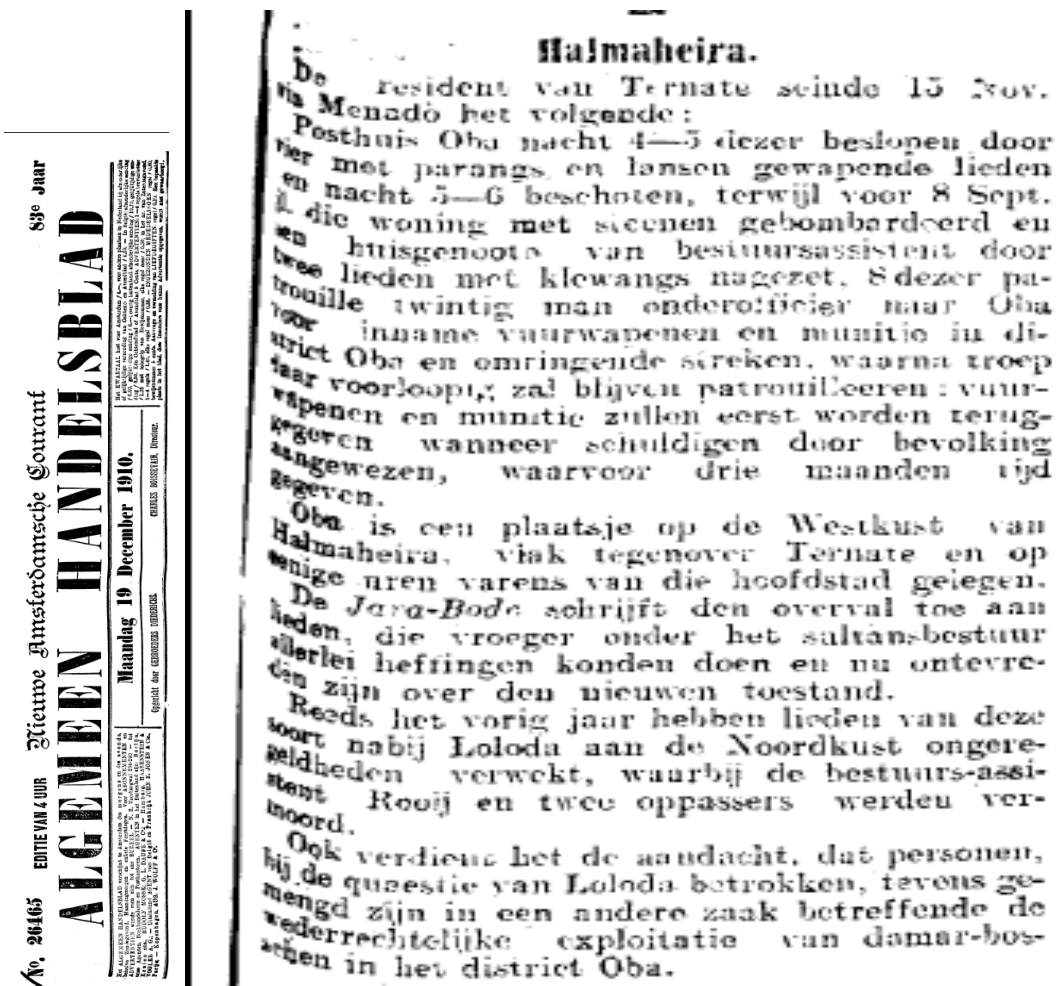 No. 26465 EDITIE VAN 4 UUR Nieuwe Amsterdamsche Courant 83e Jaar
ALGEMEEN HANDELSBLAD
Maandag 19 December 1910.
Opgericht door GEBROEDERS DIEDERICHS. CHARLES BOISSEVAIN, Directeur.
Halmaheira.
De resident van Ternate seinde 15 Nov.
via Menado het volgende:
Posthuis Oba nacht 4—5 dezer beslopen door
vier met parangs en lansen gewapende lieden
en nacht 5—6 beschoten, terwijl voor 8 Sept.
jl. die woning met steenen gebombardeerd en
een huisgenoote van bestuursassistent door
twee lieden met klewangs nagezet, 8 dezer pa-
trouille twintig man onderofficier naar Oba
voor inname vuurwapenen en munitie in di-
strict Oba en omringende streken, waarna troep
daar voorloopig zal blijven patrouilleeren: vuur-
wapenen en munitie zullen eerst worden terug-
gegeven wanneer schuldigen door bevolking
aangewezen, waarvoor drie maanden tijd
gegeven.
Oba is een plaatsje op de Westkust van
Halmaheira, vlak tegenover Ternate en op
eenige uren varens van die hoofdstad gelegen.
De Java-Bode schrijft den overval toe aan
lieden, die vroeger onder het sultansbestuur
allerlei heffingen konden doen en nu ontevre-
den zijn over den nieuwen toestand.
Reeds het vorig jaar hebben lieden van deze
soort nabij Loloda aan de Noordkust ongere-
geldheden verwekt, waarbij de bestuurs-assi-
stent Rooij en twee oppassers werden ver-
moord.
Ook verdient het de aandacht, dat personen,
bij de quaestie van Loloda betrokken, tevens ge-
mengd zijn in een andere zaak betreffende de
wederrechtelijke exploitatie van damar-bos-
schen in het district Oba.